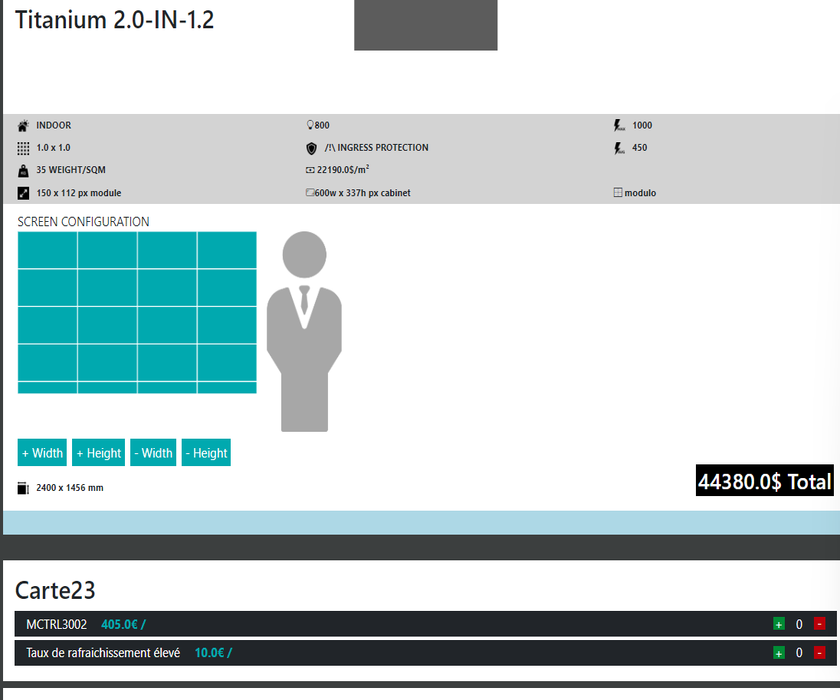 Titanium 2.0-IN-1.2
INDOOR 800 1000
1.0 x 1.0 /!\ INGRESS PROTECTION 450
35 WEIGHT/SQM 22190.0$/m²
150 x 112 px module 600w x 337h px cabinet modulo
SCREEN CONFIGURATION
+ Width + Height - Width - Height
2400 x 1456 mm
44380.0$ Total
Carte23
MCTRL3002 405.0€ / + 0 -
Taux de rafraichissement élevé 10.0€ / + 0 -